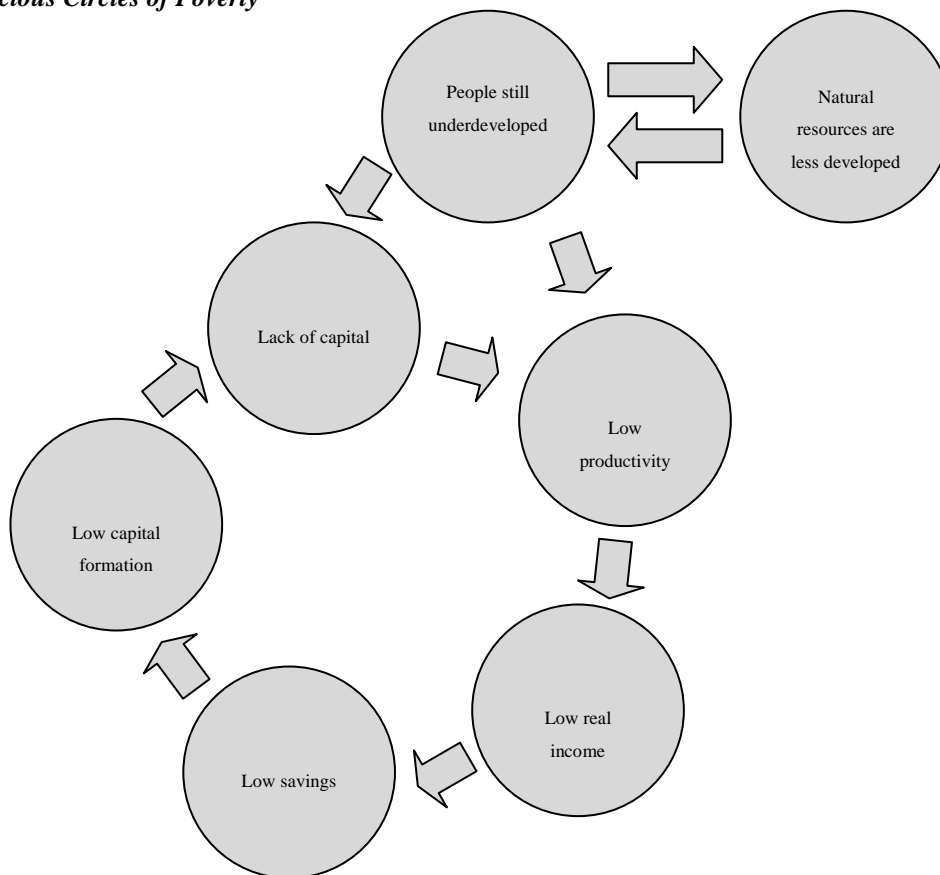 Circles of Poverty
People still
underdeveloped
Natural
resources are
less developed
Lack of capital
Low
productivity
Low capital
formation
Low real
income
Low savings